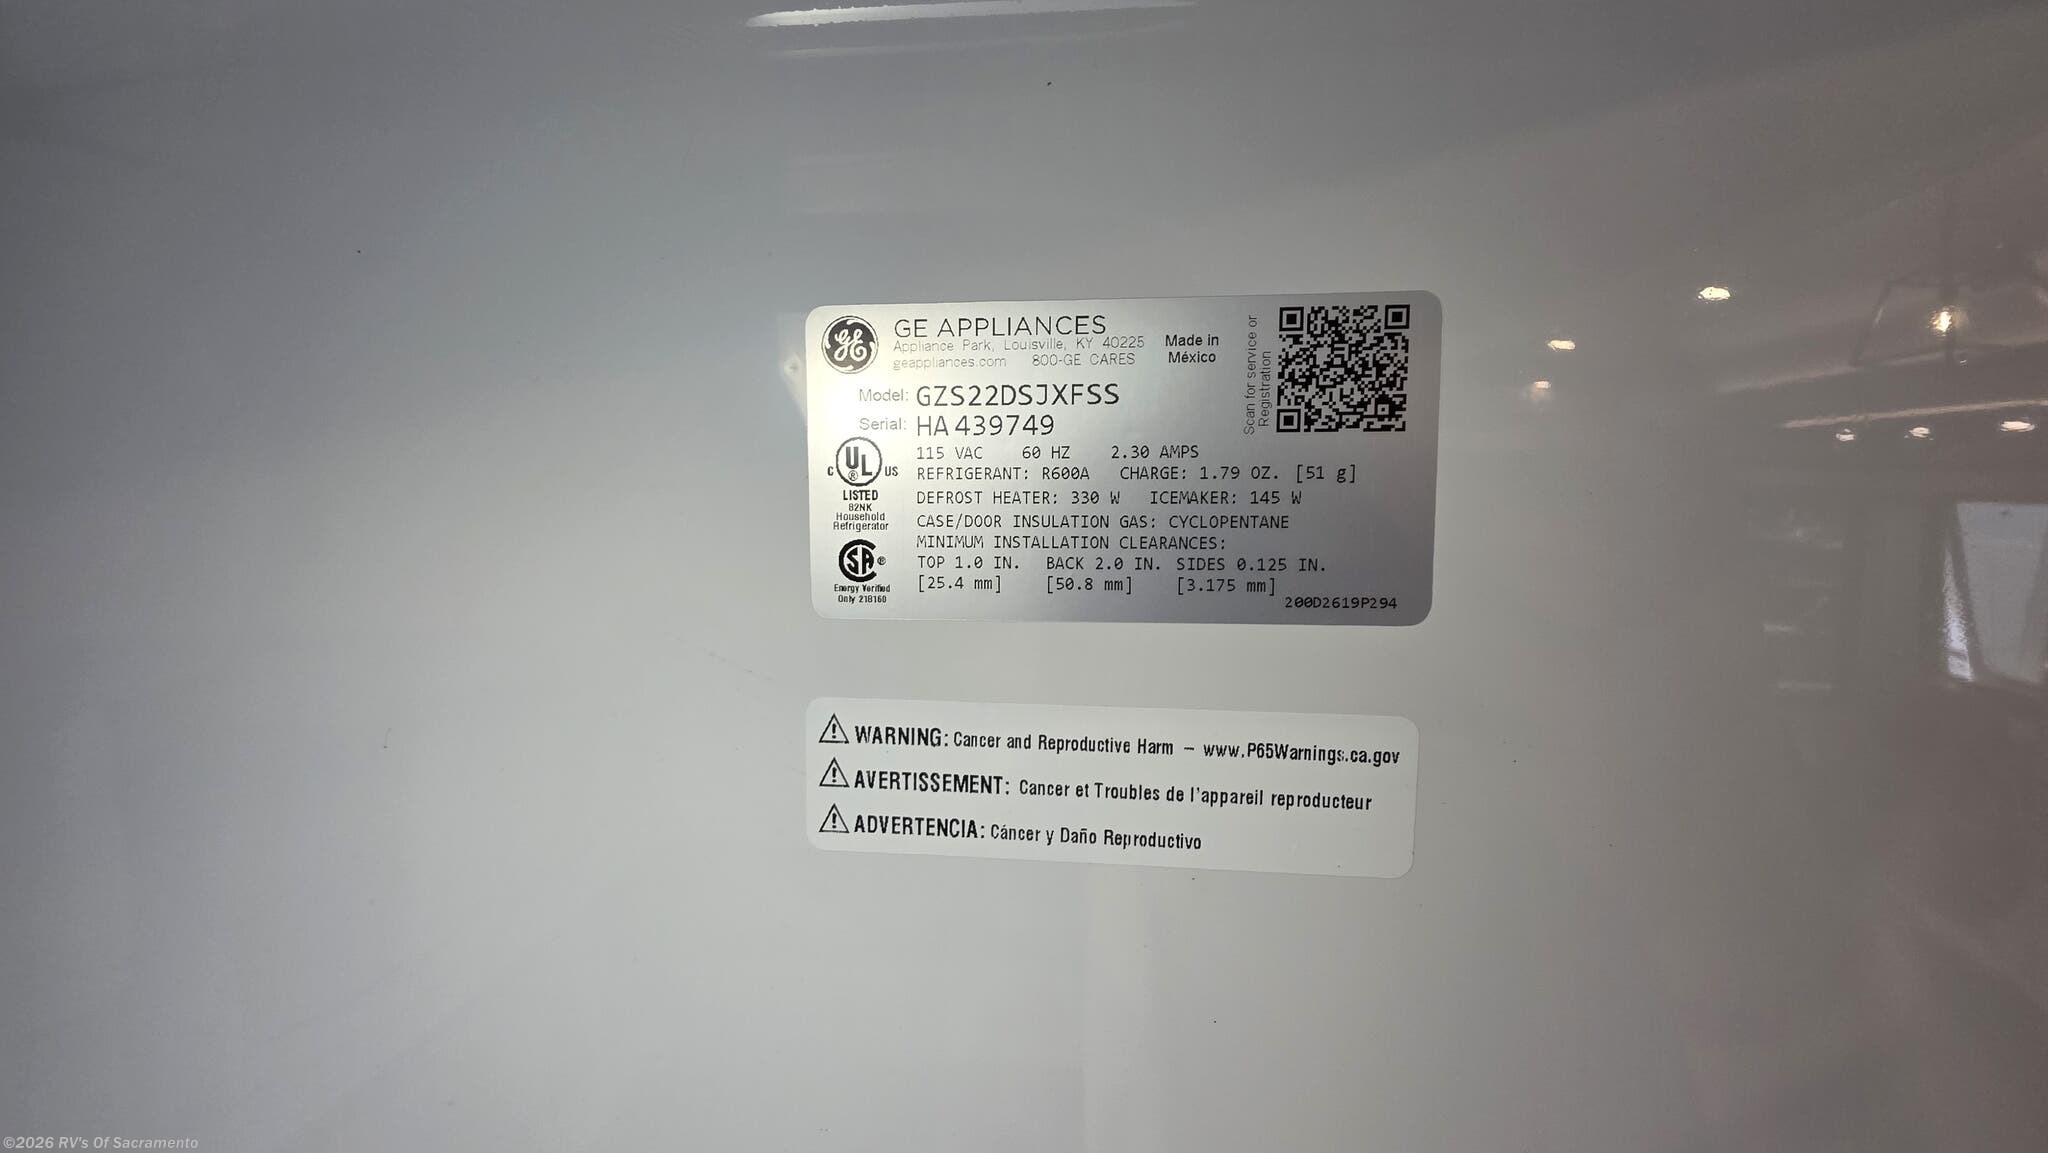 GE APPLIANCES
Appliance Park, Louisville, KY 40225
geappliances.com 800-GE CARES
Made in
México
Scan for service or
Registration
Model: GZS22DSJXFSS
Serial: HA439749
115 VAC 60 HZ 2.30 AMPS
REFRIGERANT: R600A CHARGE: 1.79 OZ. [51 g]
DEFROST HEATER: 330 W ICEMAKER: 145 W
CASE/DOOR INSULATION GAS: CYCLOPENTANE
MINIMUM INSTALLATION CLEARANCES:
TOP 1.0 IN. BACK 2.0 IN. SIDES 0.125 IN.
[25.4 mm] [50.8 mm] [3.175 mm]
200D2619P294
C UL ® US
LISTED
82NK
Household
Refrigerator
SA ®
Energy Verified
Only 218160
WARNING: Cancer and Reproductive Harm – www.P65Warnings.ca.gov
AVERTISSEMENT: Cancer et Troubles de l'appareil reproducteur
ADVERTENCIA: Cáncer y Daño Reproductivo
©2026 RV's Of Sacramento